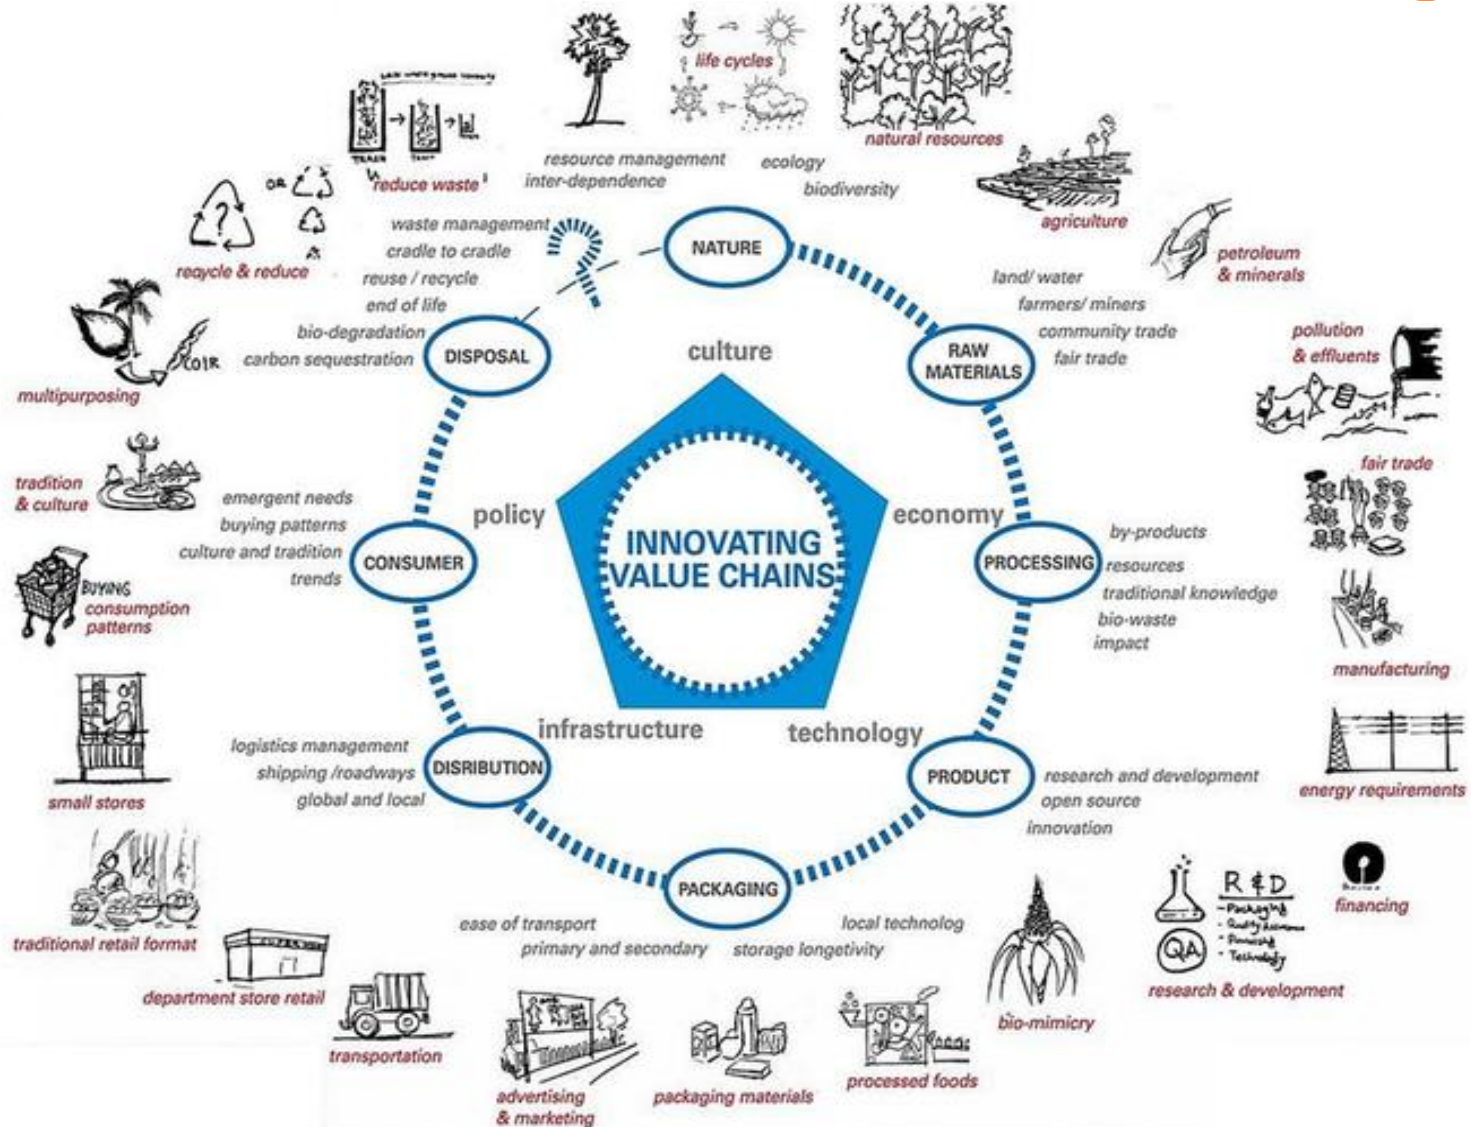 life cycles
natural resources
TRASH
reduce waste
resource management
inter-dependence
ecology
biodiversity
agriculture
OR
recycle & reduce
petroleum
& minerals
waste management
cradle to cradle
reuse / recycle
end of life
bio-degradation
carbon sequestration
NATURE
land/ water
farmers/ miners
community trade
fair trade
pollution
& effluents
COIR
multipurposing
DISPOSAL
culture
RAW
MATERIALS
fair trade
tradition
& culture
emergent needs
buying patterns
culture and tradition
trends
policy
economy
CONSUMER
INNOVATING
VALUE CHAINS
PROCESSING
by-products
resources
traditional knowledge
bio-waste
impact
BUYING
consumption
patterns
manufacturing
small stores
logistics management
shipping /roadways
global and local
infrastructure
technology
DISRIBUTION
PRODUCT
research and development
open source
innovation
energy requirements
PACKAGING
ease of transport
primary and secondary
storage longetivity
local technolog
traditional retail format
department store retail
transportation
advertising
& marketing
packaging materials
processed foods
bio-mimicry
R & D
- Packaging
- Quality Assurance
- Technology
QA
research & development
financing